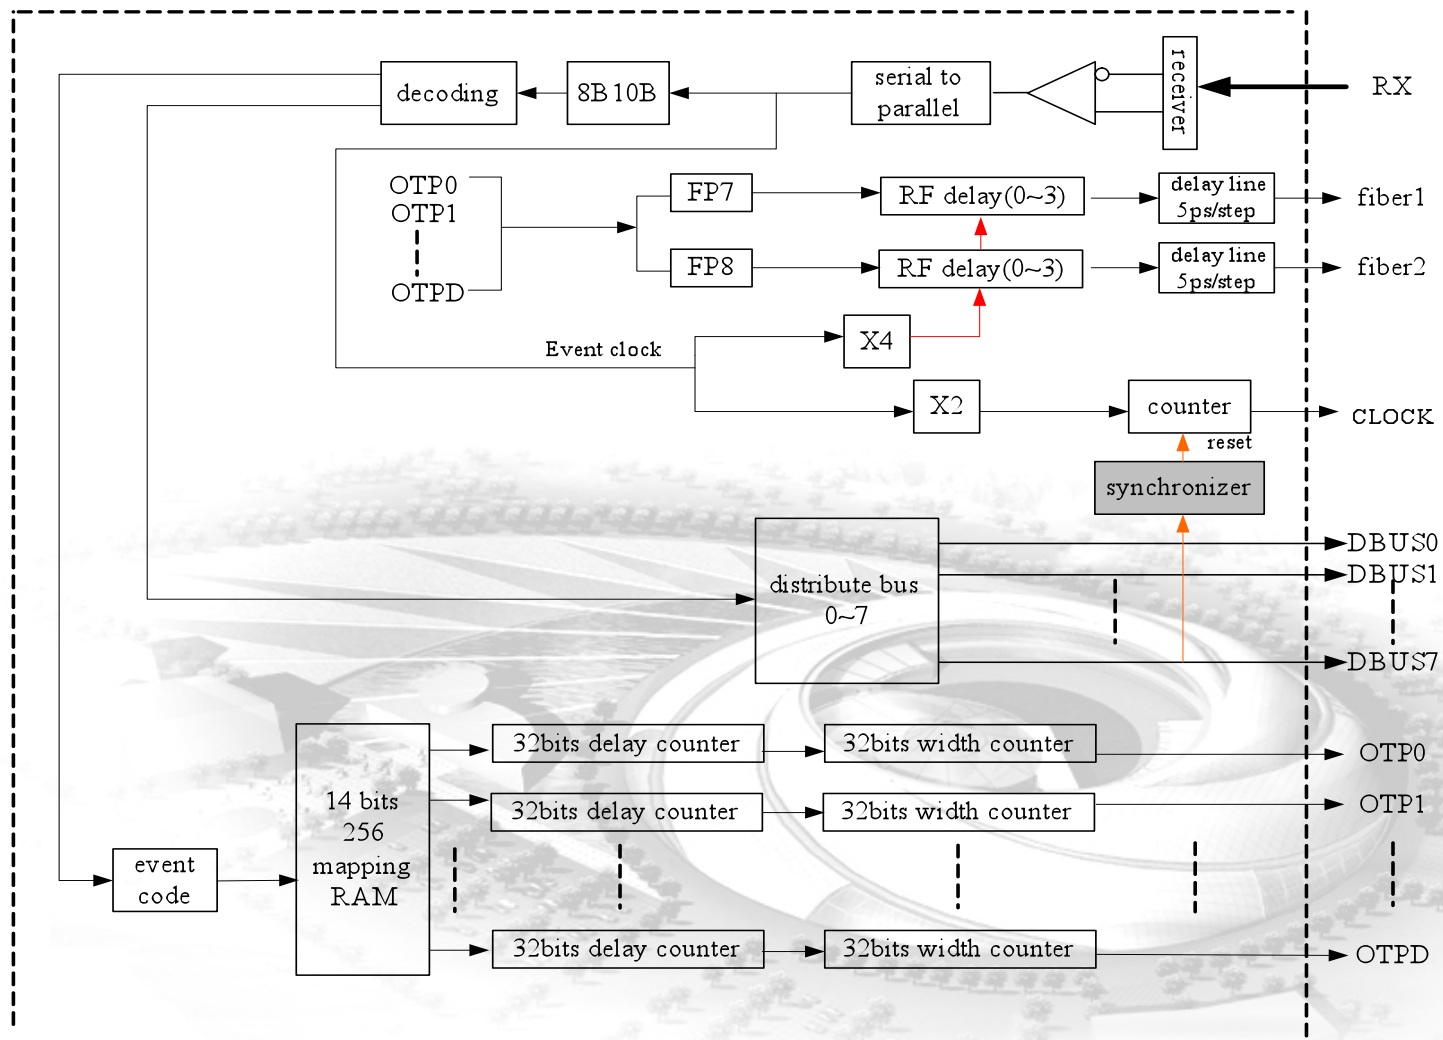 decoding
8B10B
serial to
parallel
receiver
RX
OTP0
OTP1
OTPD
FP7
RF delay(0~3)
delay line
5ps/step
fiber1
FP8
RF delay(0~3)
delay line
5ps/step
fiber2
Event clock
X4
X2
counter
CLOCK
reset
synchronizer
distribute bus
0~7
DBUS0
DBUS1
DBUS7
event
code
14 bits
256
mapping
RAM
32bits delay counter
32bits width counter
OTP0
32bits delay counter
32bits width counter
OTP1
32bits delay counter
32bits width counter
OTPD